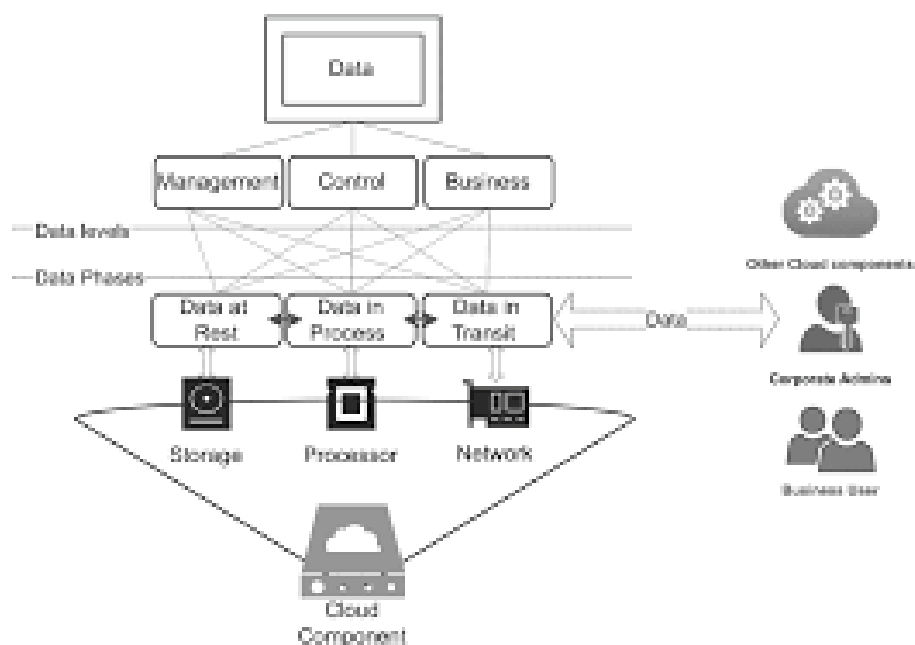 Data
Management
Control
Business
Data levels
Data Phases
Data at
Rest
Data in
Process
Data in
Transit
Data
Other Cloud components
Corporate Admins
Business User
Storage
Processor
Network
Cloud
Component